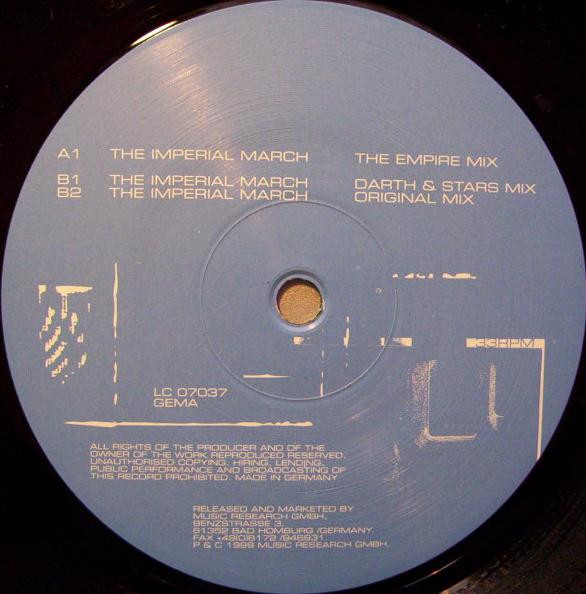 A1 THE IMPERIAL MARCH THE EMPIRE MIX
B1 THE IMPERIAL MARCH DARTH & STARS MIX
B2 THE IMPERIAL MARCH ORIGINAL MIX
33RPM
LC 07037
GEMA
ALL RIGHTS OF THE PRODUCER AND OF THE
OWNER OF THE WORK REPRODUCED RESERVED.
UNAUTHORISED COPYING, HIRING, LENDING,
PUBLIC PERFORMANCE AND BROADCASTING OF
THIS RECORD PROHIBITED. MADE IN GERMANY
RELEASED AND MARKETED BY
MUSIC RESEARCH GMBH,
BENZSTRASSE 3,
61352 BAD HOMBURG /GERMANY.
FAX +49(0)6172 /946931
P & C 1999 MUSIC RESEARCH GMBH.